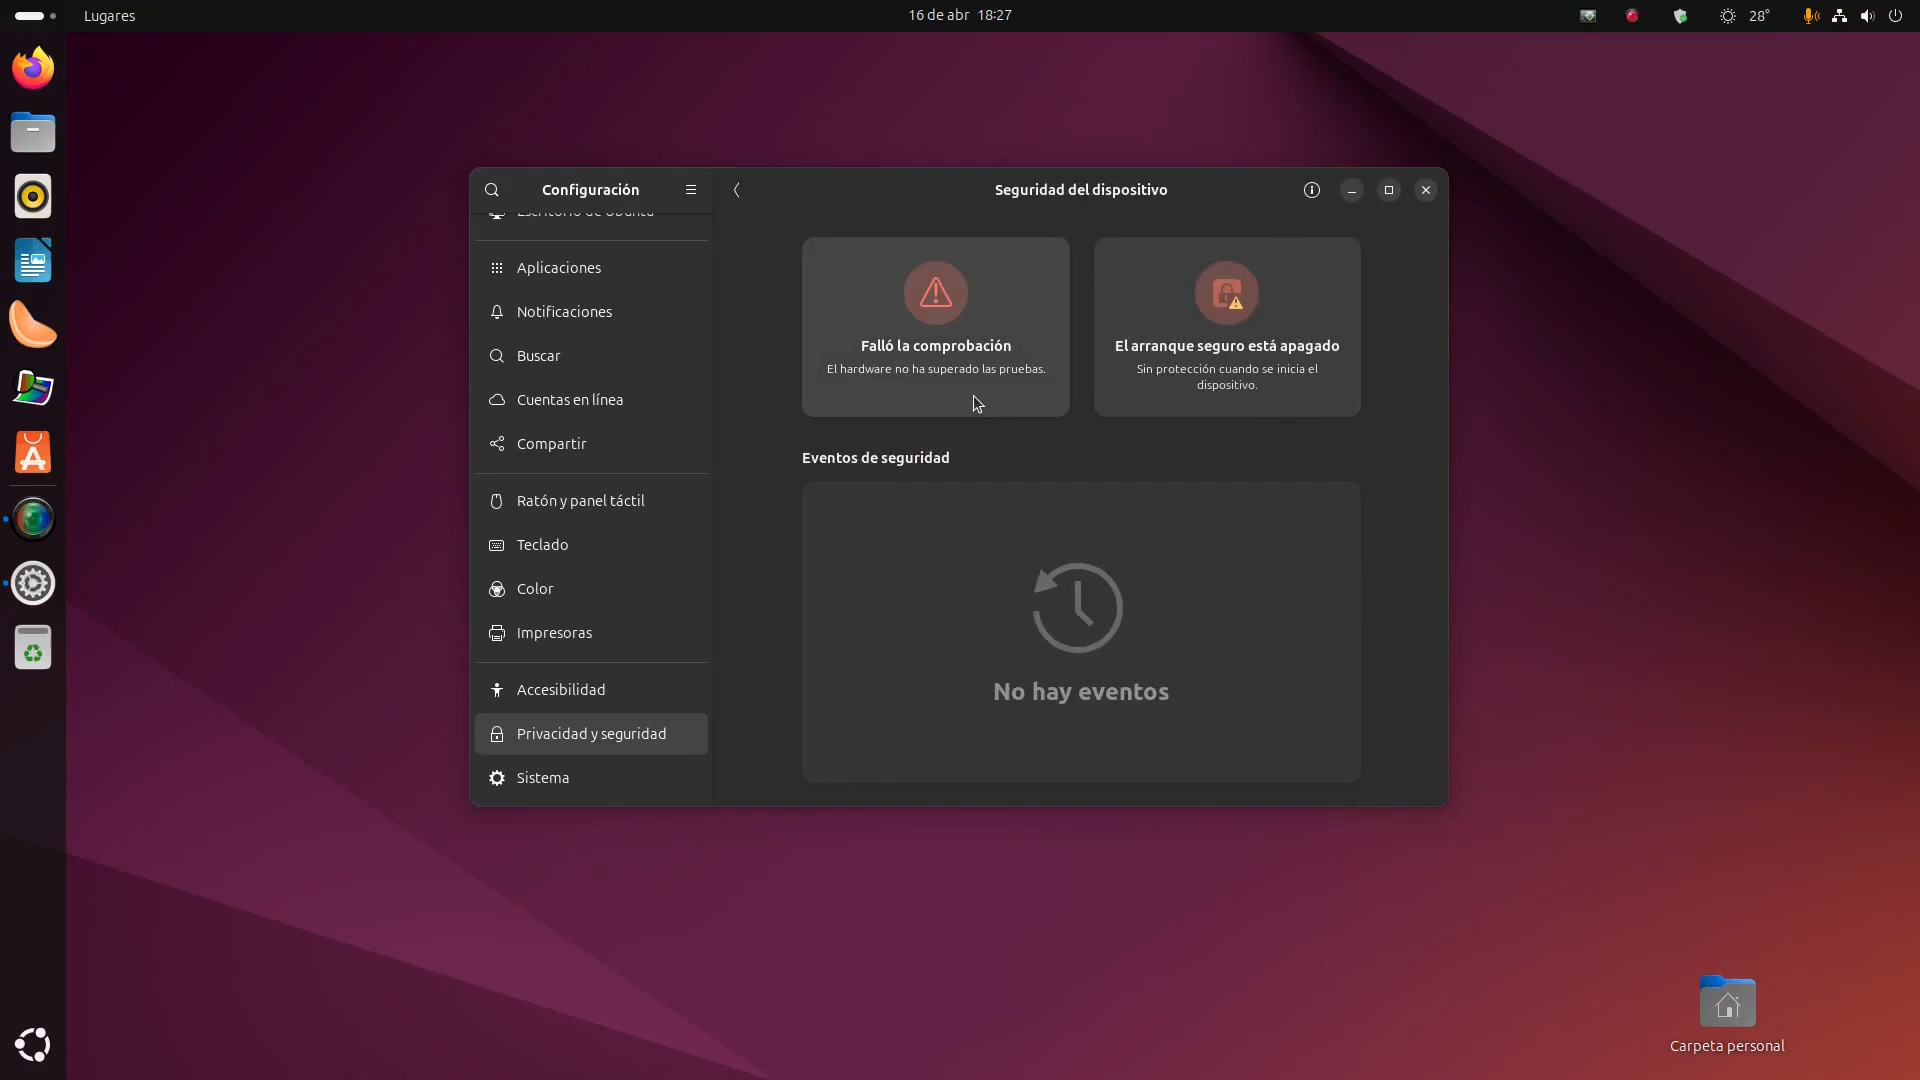 Lugares
16 de abr 18:27
28°
Configuración
Seguridad del dispositivo
Escritorio de Ubuntu
Aplicaciones
Notificaciones
Buscar
Cuentas en línea
Compartir
Ratón y panel táctil
Teclado
Color
Impresoras
Accesibilidad
Privacidad y seguridad
Sistema
Falló la comprobación
El hardware no ha superado las pruebas.
El arranque seguro está apagado
Sin protección cuando se inicia el
dispositivo.
Eventos de seguridad
No hay eventos
Carpeta personal